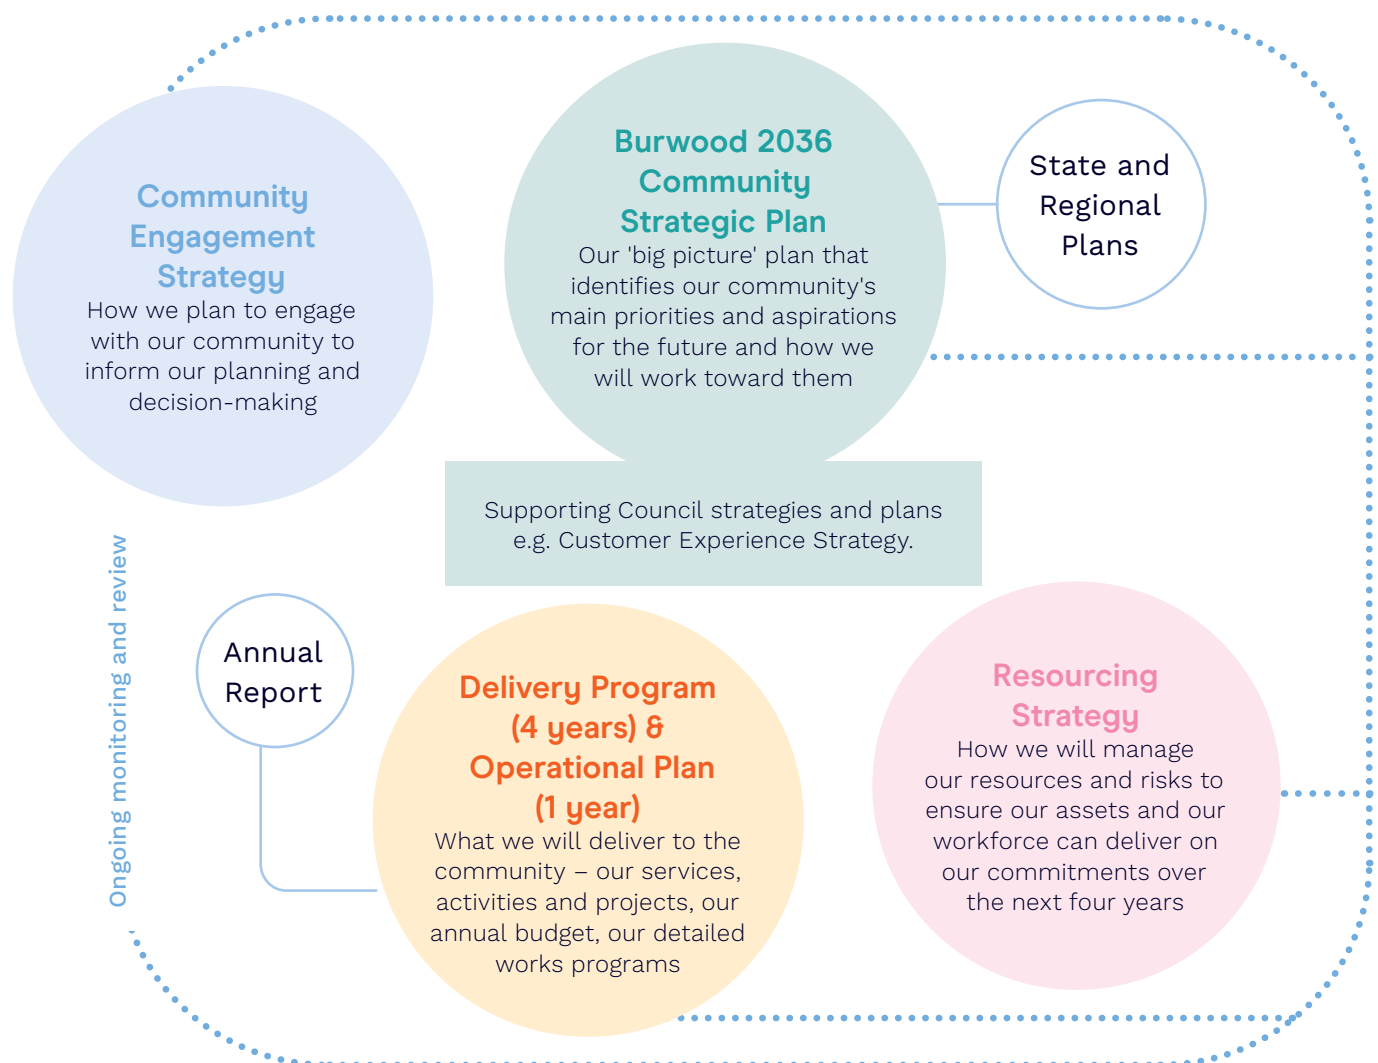 Community
Engagement
Strategy
How we plan to engage
with our community to
inform our planning and
decision-making
Burwood 2036
Community
Strategic Plan
Our 'big picture' plan that
identifies our community's
main priorities and aspirations
for the future and how we
will work toward them
State and
Regional
Plans
Supporting Council strategies and plans
e.g. Customer Experience Strategy.
Ongoing monitoring and review
Annual
Report
Delivery Program
(4 years) &
Operational Plan
(1 year)
What we will deliver to the
community – our services,
activities and projects, our
annual budget, our detailed
works programs
Resourcing
Strategy
How we will manage
our resources and risks to
ensure our assets and our
workforce can deliver on
our commitments over
the next four years